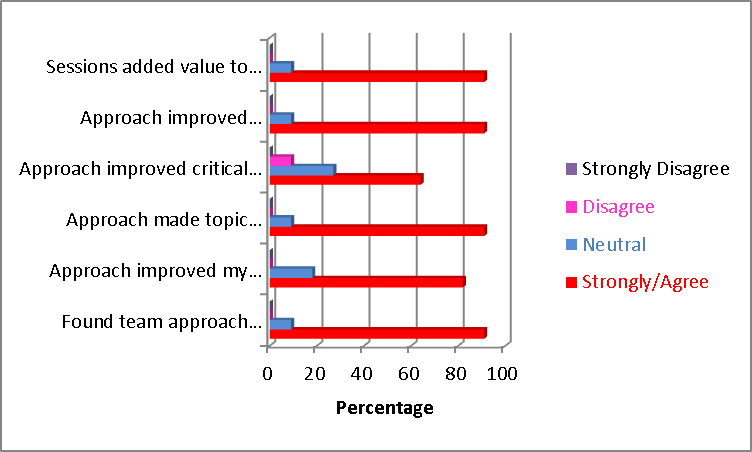 Sessions added value to...
Approach improved...
Approach improved critical...
Approach made topic...
Approach improved my...
Found team approach...
0 20 40 60 80 100
Percentage
Strongly Disagree
Disagree
Neutral
Strongly/Agree